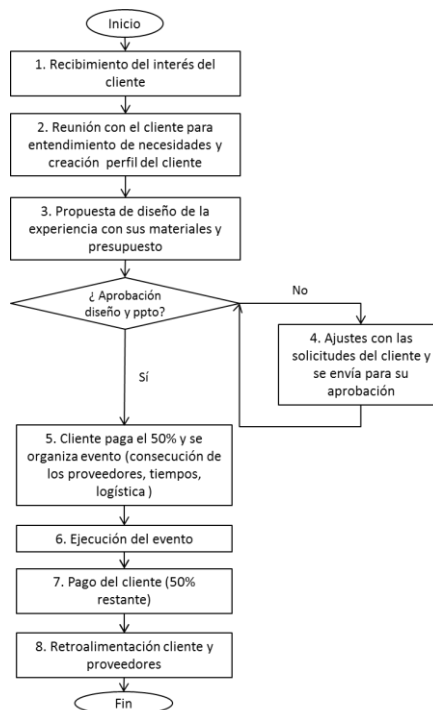 Inicio
1. Recibimiento del interés del
cliente
2. Reunión con el cliente para
entendimiento de necesidades y
creación perfil del cliente
3. Propuesta de diseño de la
experiencia con sus materiales y
presupuesto
¿ Aprobación
diseño y ppto?
No
4. Ajustes con las
solicitudes del cliente y
se envía para su
aprobación
Sí
5. Cliente paga el 50% y se
organiza evento (consecución de
los proveedores, tiempos,
logística )
6. Ejecución del evento
7. Pago del cliente (50%
restante)
8. Retroalimentación cliente y
proveedores
Fin